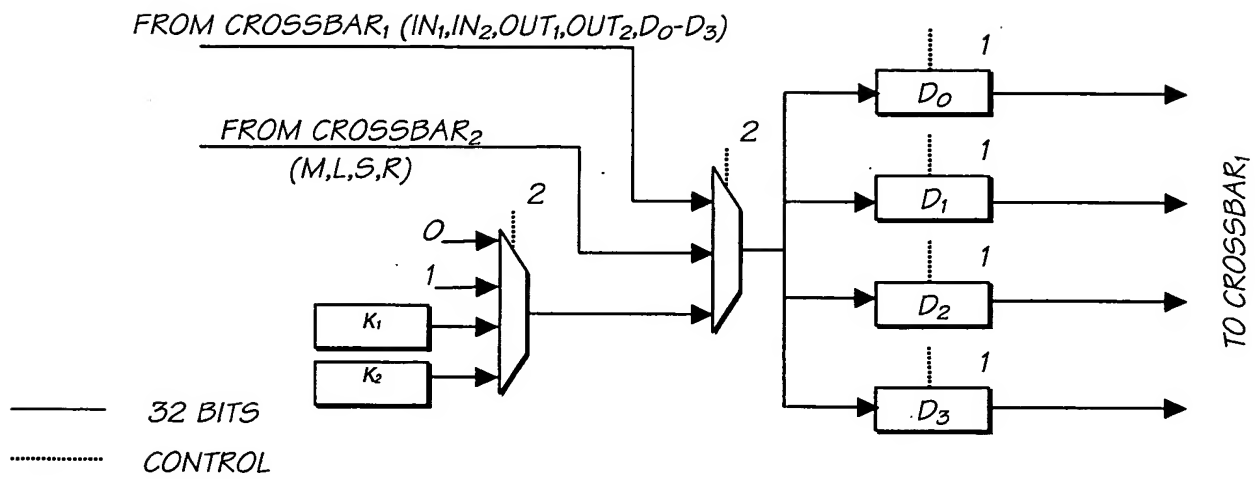 FROM CROSSBAR₁ (IN₁,IN₂,OUT₁,OUT₂,D₀-D₃)
1
D₀
FROM CROSSBAR₂
(M,L,S,R)
2
1
D₁
TO CROSSBAR₁
2
0
1
K₁
K₂
1
D₂
1
D₃
32 BITS
CONTROL